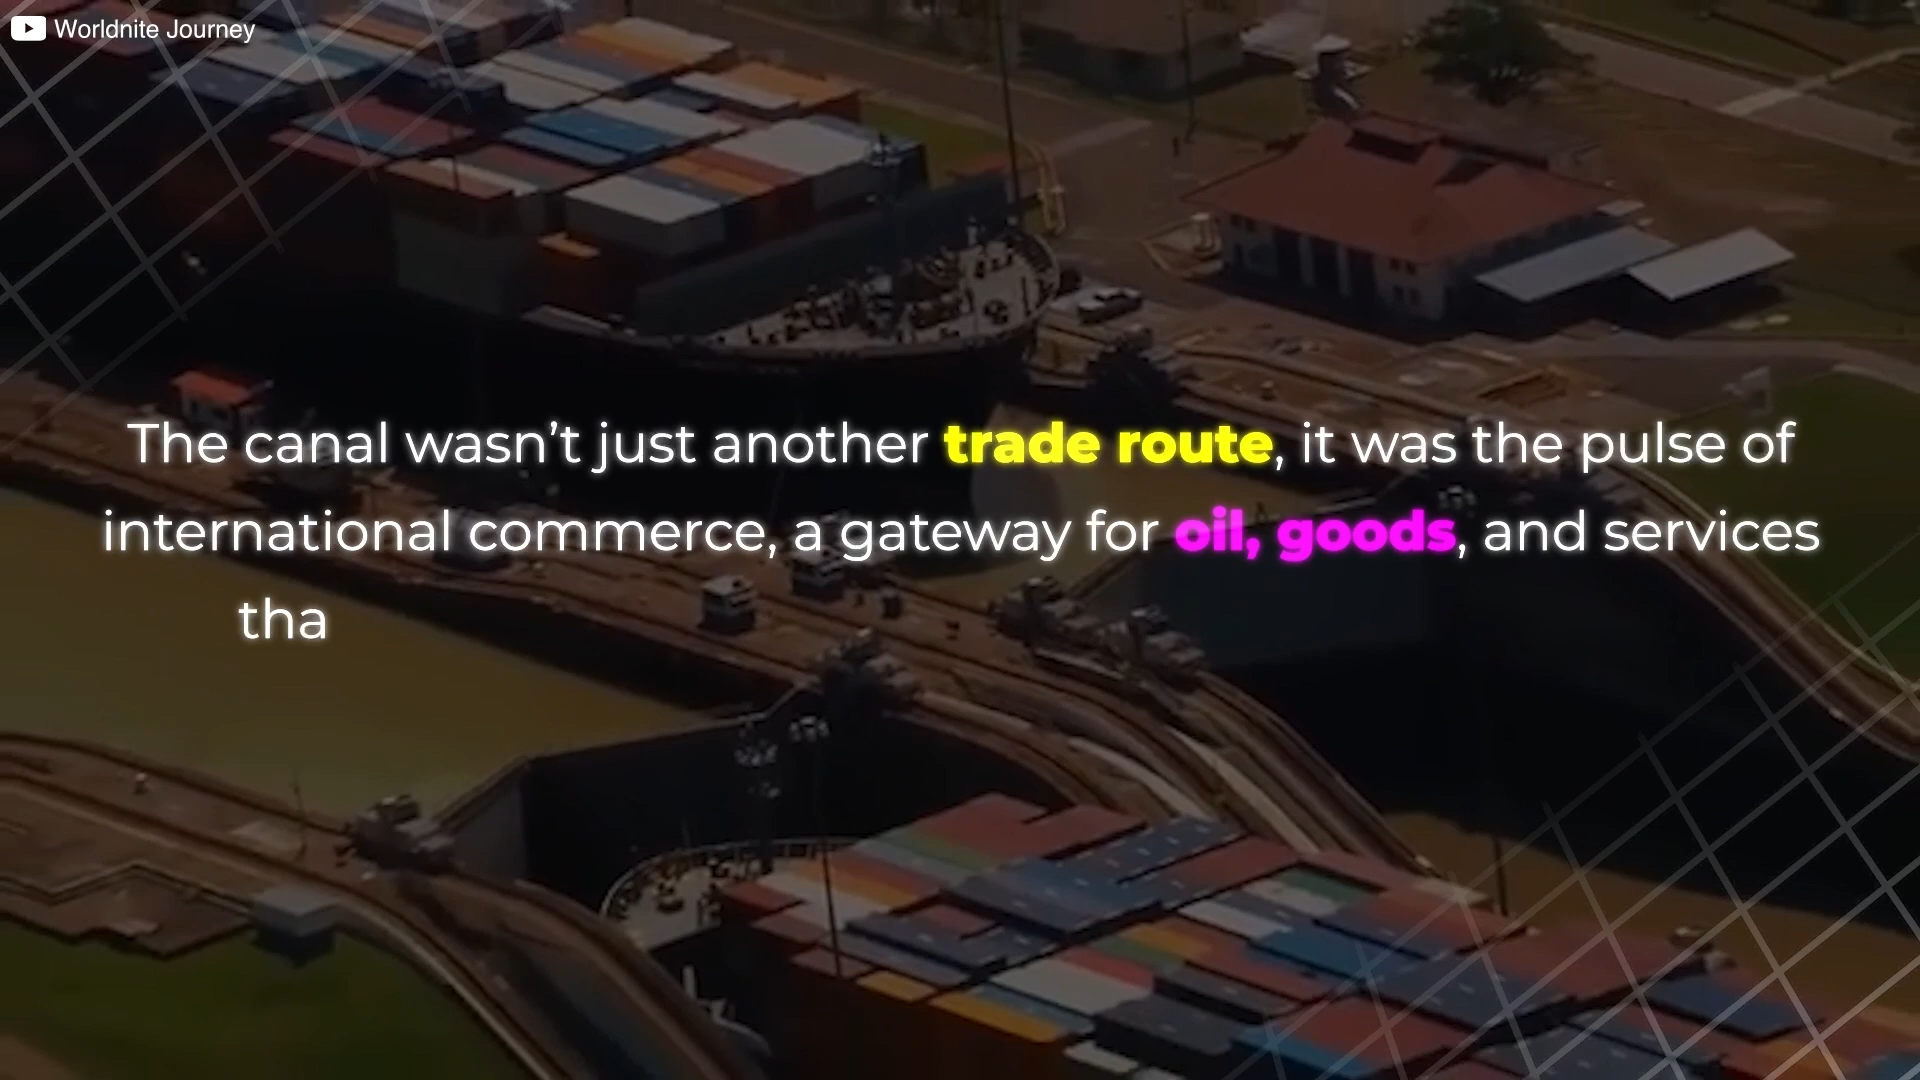 Worldnite Journey
The canal wasn’t just another trade route, it was the pulse of
international commerce, a gateway for oil, goods, and services
tha